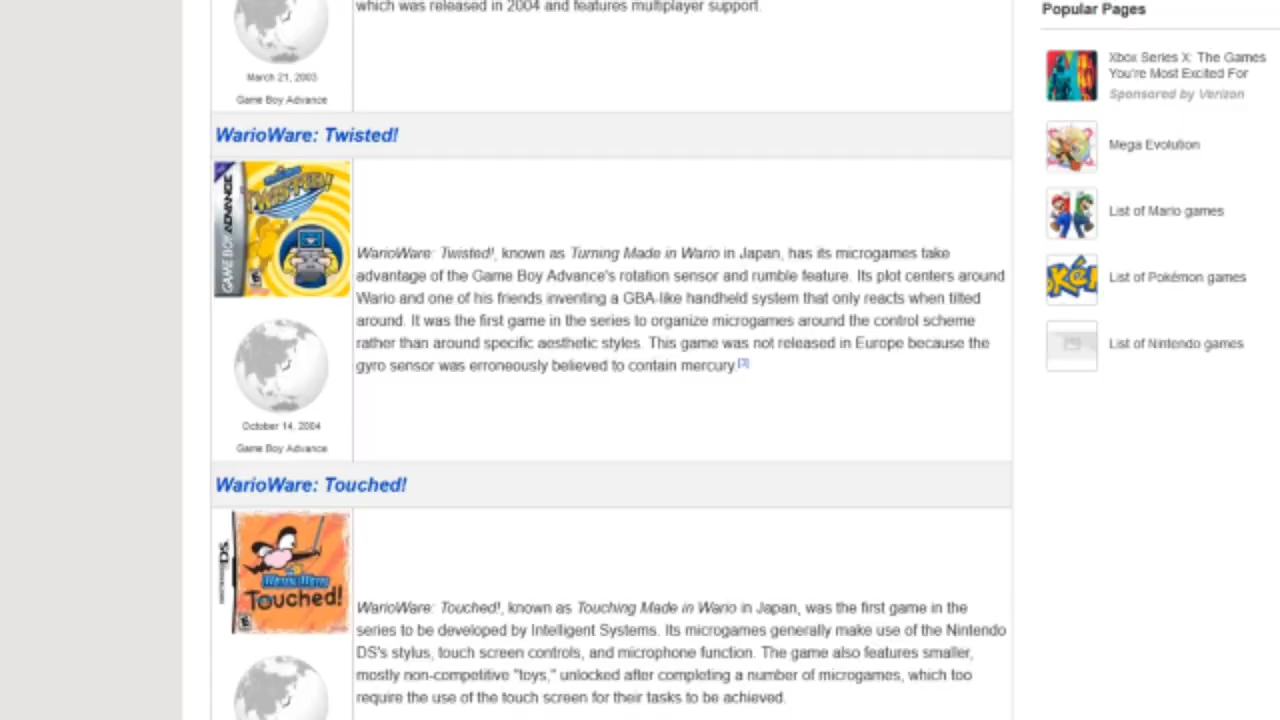 which was released in 2004 and features multiplayer support.
March 21, 2003
Game Boy Advance
WarioWare: Twisted!
GAME BOY ADVANCE
TWISTED!
WarioWare: Twisted!, known as Turning Made in Wario in Japan, has its microgames take
advantage of the Game Boy Advance's rotation sensor and rumble feature. Its plot centers around
Wario and one of his friends inventing a GBA-like handheld system that only reacts when tilted
around. It was the first game in the series to organize microgames around the control scheme
rather than around specific aesthetic styles. This game was not released in Europe because the
gyro sensor was erroneously believed to contain mercury.[3]
October 14, 2004
Game Boy Advance
WarioWare: Touched!
NINTENDO DS
WarioWare
Touched!
WarioWare: Touched!, known as Touching Made in Wario in Japan, was the first game in the
series to be developed by Intelligent Systems. Its microgames generally make use of the Nintendo
DS's stylus, touch screen controls, and microphone function. The game also features smaller,
mostly non-competitive "toys," unlocked after completing a number of microgames, which too
require the use of the touch screen for their tasks to be achieved.
Popular Pages
Xbox Series X: The Games
You're Most Excited For
Sponsored by Verizon
Mega Evolution
List of Mario games
List of Pokémon games
List of Nintendo games